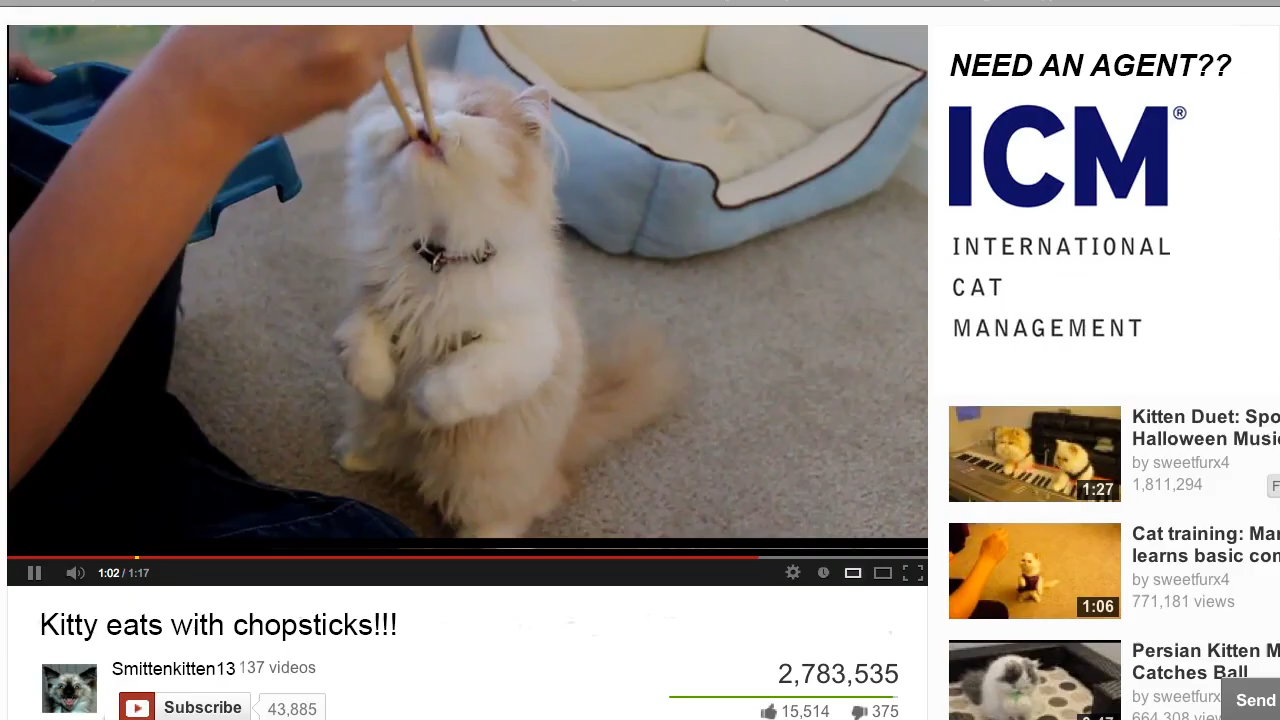 NEED AN AGENT??
ICM®
INTERNATIONAL
CAT
MANAGEMENT
Kitten Duet: Spo
Halloween Musi
by sweetfurx4
1,811,294
F
1:27
Cat training: Mar
learns basic con
by sweetfurx4
771,181 views
1:06
Persian Kitten M
Catches Ball
by sweetfurx
664,308 view
Send
1:02 / 1:17
Kitty eats with chopsticks!!!
Smittenkitten13 137 videos
Subscribe 43,885
2,783,535
15,514 375